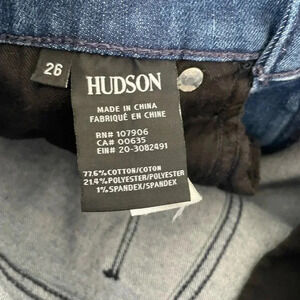 26
HUDSON
MADE IN CHINA
FABRIQUÉ EN CHINE
RN# 107906
CA# 00635
EIN# 20-3082491
77.6% COTTON/COTON
21.4% POLYESTER/POLYESTER
1% SPANDEX/SPANDEX